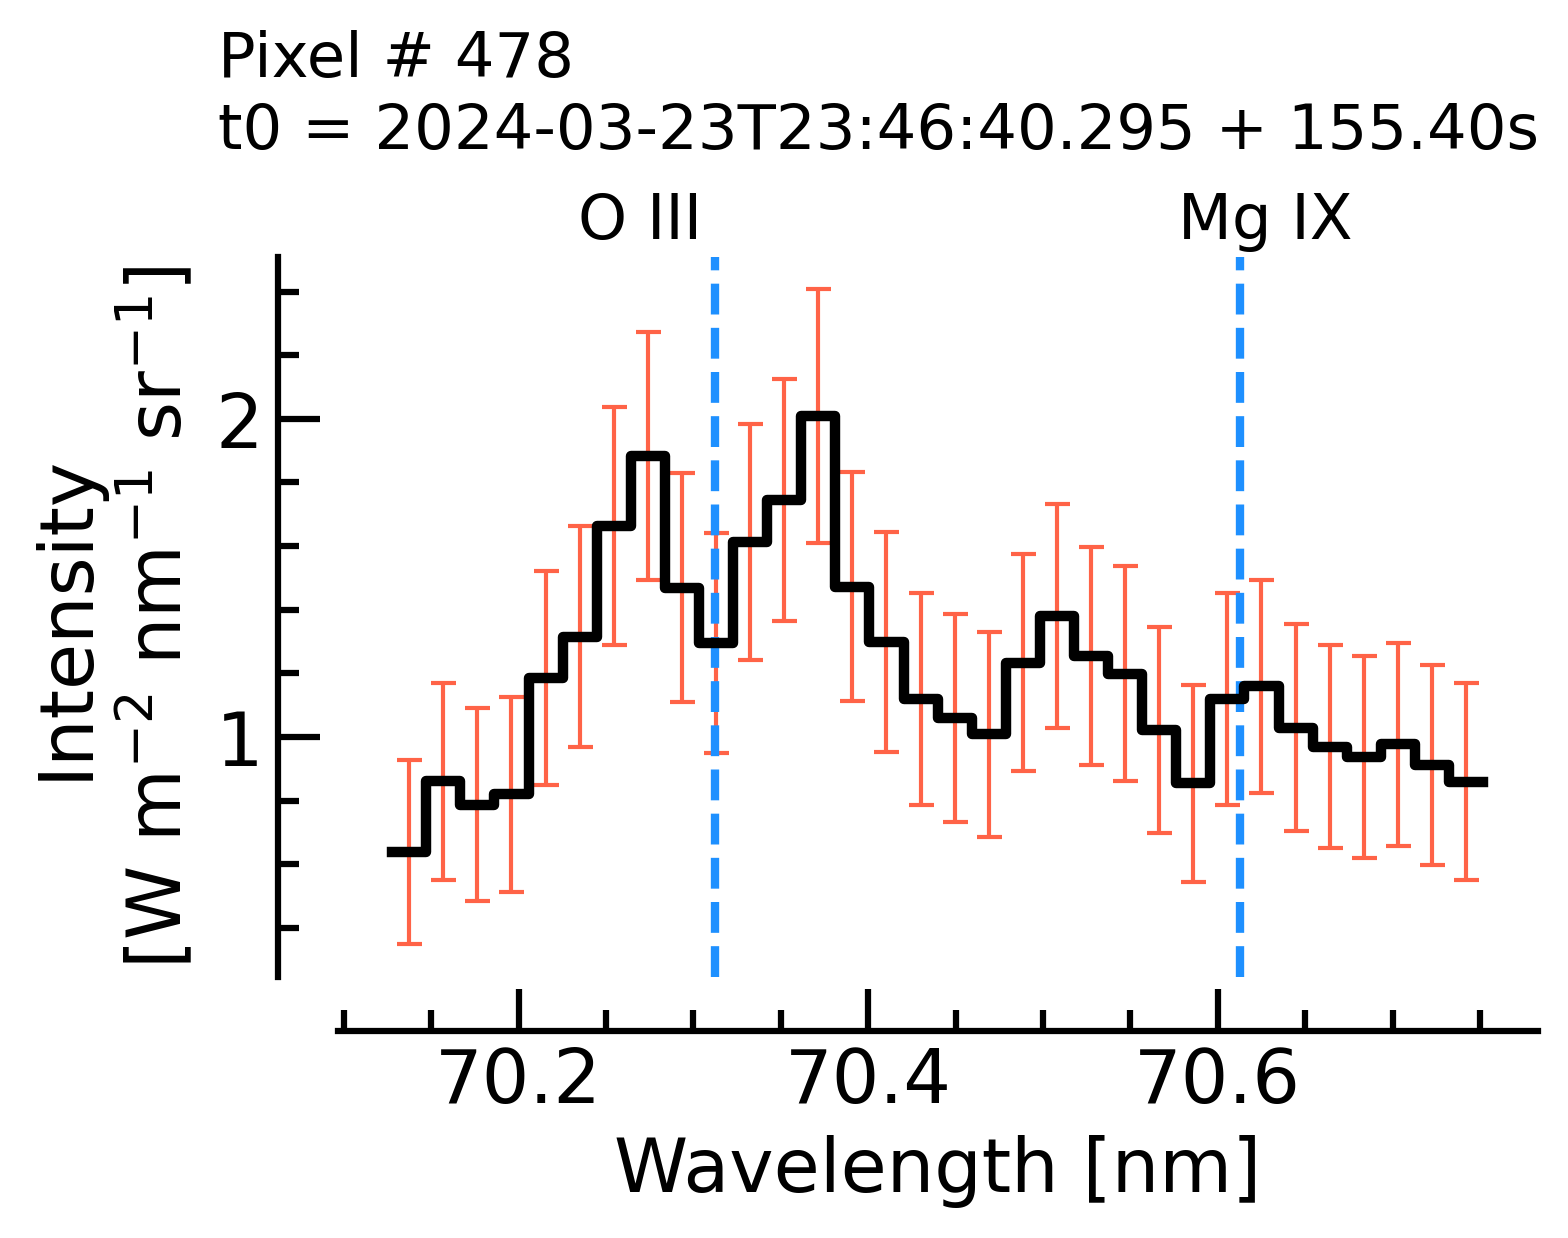 Pixel # 478
t0 = 2024-03-23T23:46:40.295 + 155.40s
O III
Mg IX
Intensity
[W m⁻² nm⁻¹ sr⁻¹]
2
1
70.2
70.4
70.6
Wavelength [nm]